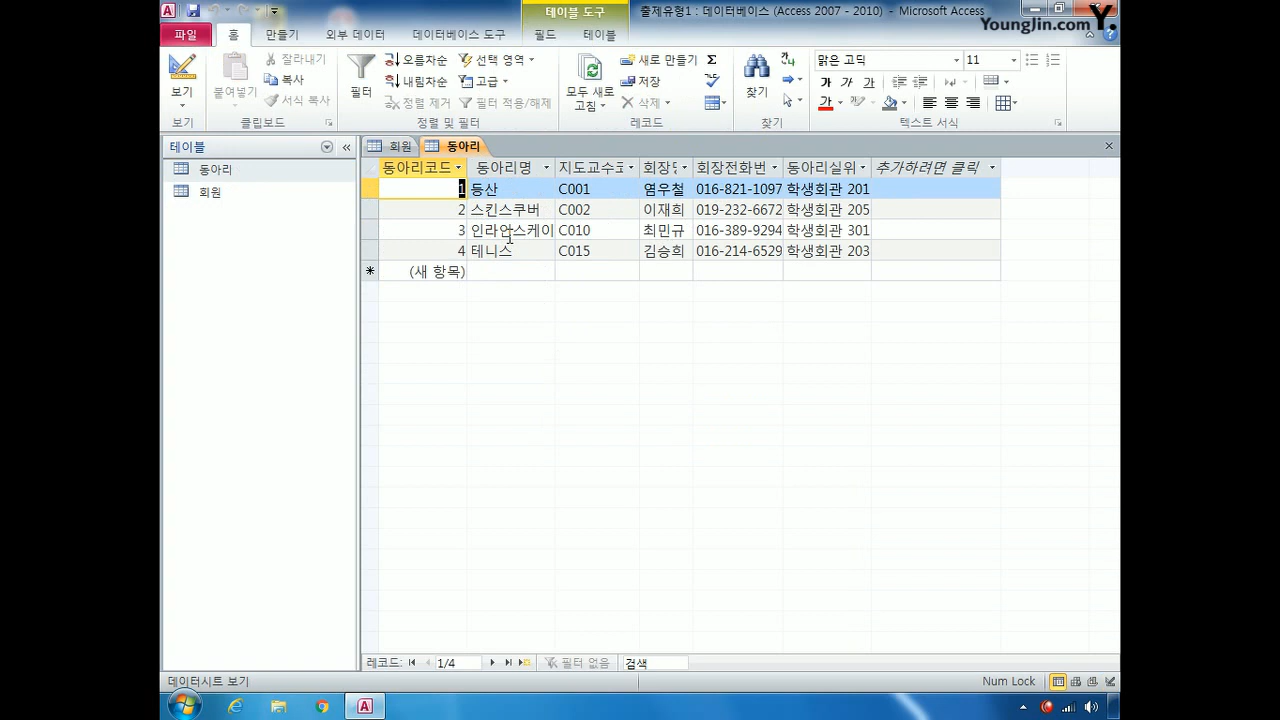 출제유형1 : 데이터베이스 (Access 2007 - 2010) - Microsoft Access
Younglin.com Y.
테이블 도구
파일 홈 만들기 외부 데이터 데이터베이스 도구 필드 테이블
보기
붙여넣기
잘라내기
복사
서식 복사
필터
오름차순
내림차순
정렬 제거
선택 영역
고급
필터 적용/해제
모두 새로 고침
새로 만들기
저장
삭제
찾기
맑은 고딕 11
가 가 가
가
보기 클립보드 정렬 및 필터 레코드 찾기 텍스트 서식
테이블
동아리
회원
회원 동아리
동아리코드 동아리명 지도교수코 회장명 회장전화번 동아리실위 추가하려면 클릭
1 등산 C001 염우철 016-821-1097 학생회관 201
2 스킨스쿠버 C002 이재희 019-232-6672 학생회관 205
3 인라인스케이 C010 최민규 016-389-9294 학생회관 301
4 테니스 C015 김승희 016-214-6529 학생회관 203
* (새 항목)
레코드: 1/4 필터 없음 검색
데이터시트 보기 Num Lock